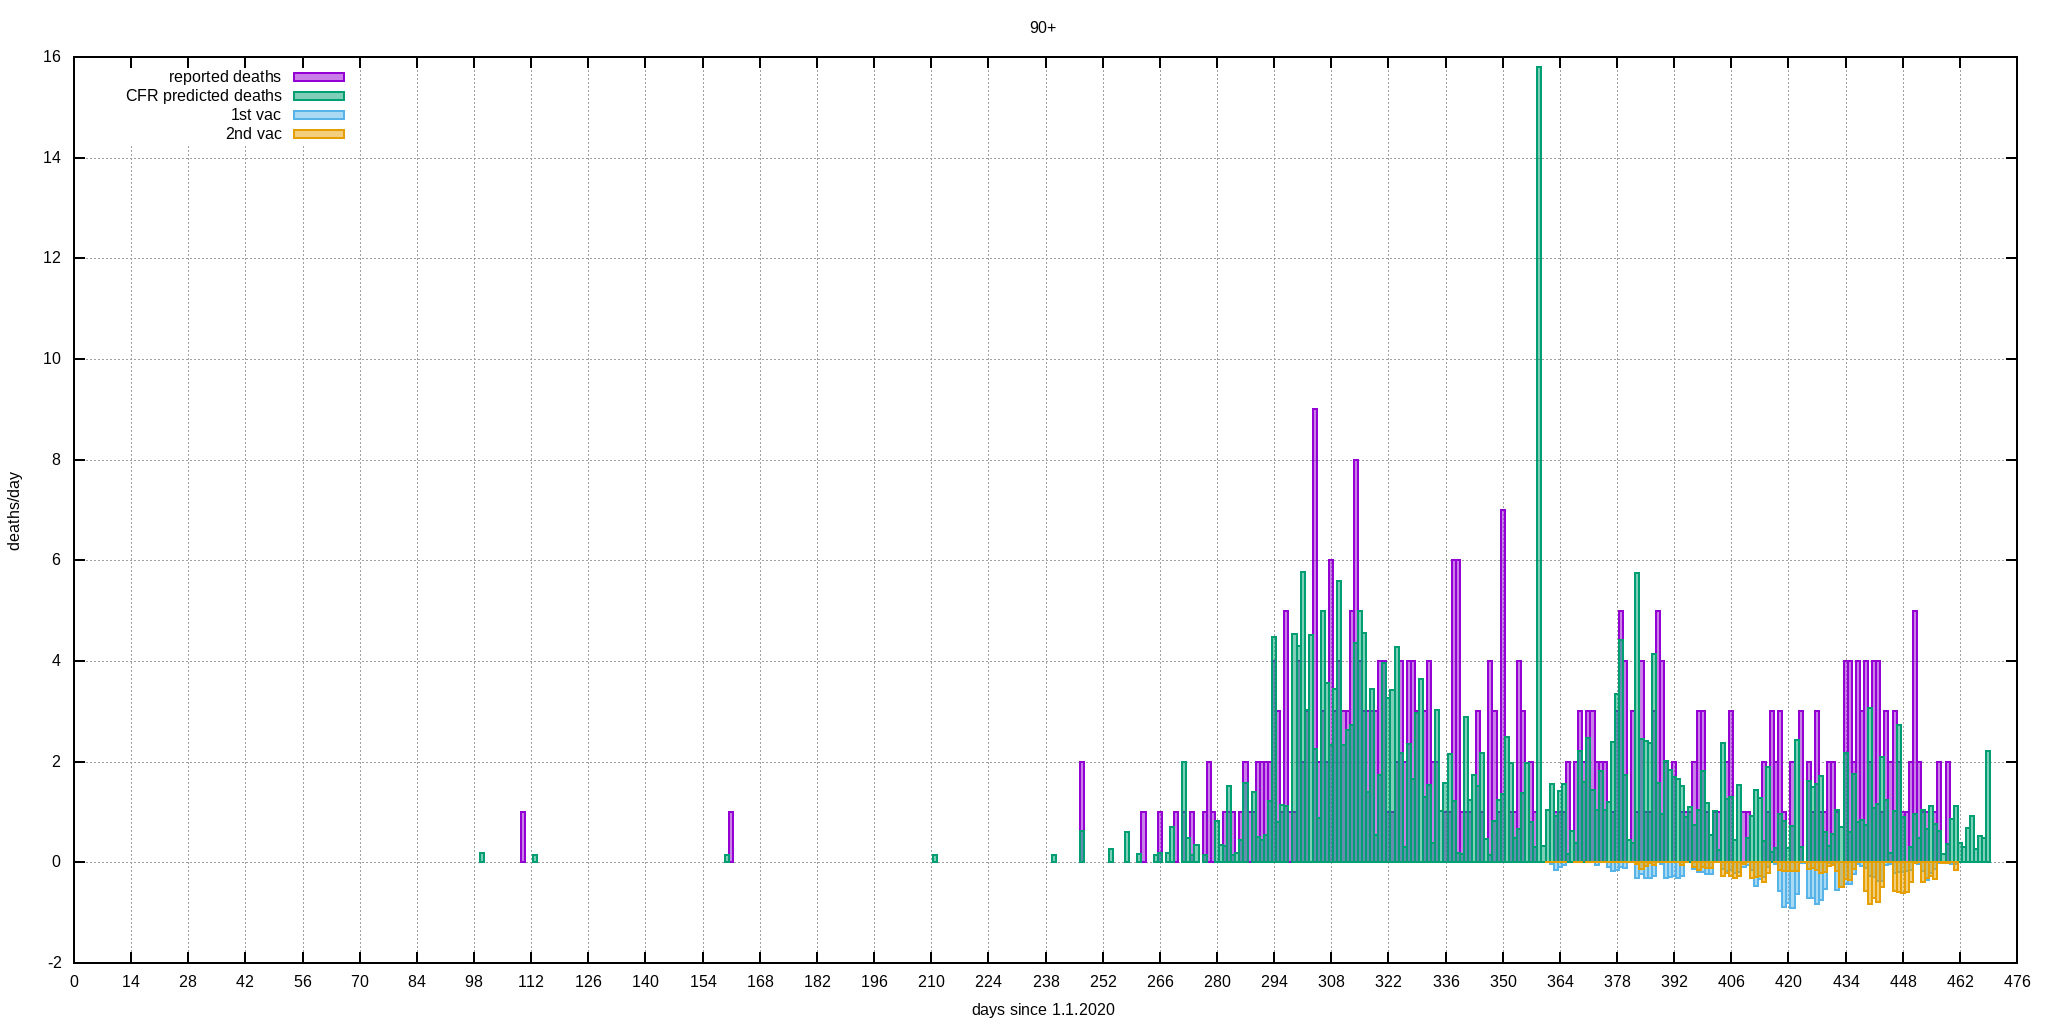 90+
16
reported deaths
CFR predicted deaths
1st vac
2nd vac
14
12
10
8
6
4
2
0
-2
deaths/day
0 14 28 42 56 70 84 98 112 126 140 154 168 182 196 210 224 238 252 266 280 294 308 322 336 350 364 378 392 406 420 434 448 462 476
days since 1.1.2020